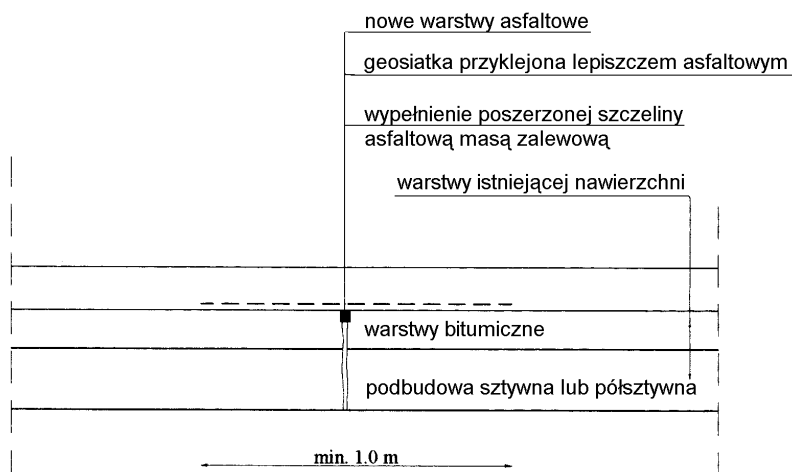 nowe warstwy asfaltowe
geosiatka przyklejona lepiszczem asfaltowym
wypełnienie poszerzonej szczeliny
asfaltową masą zalewową
warstwy istniejącej nawierzchni
warstwy bitumiczne
podbudowa sztywna lub półsztywna
min. 1.0 m